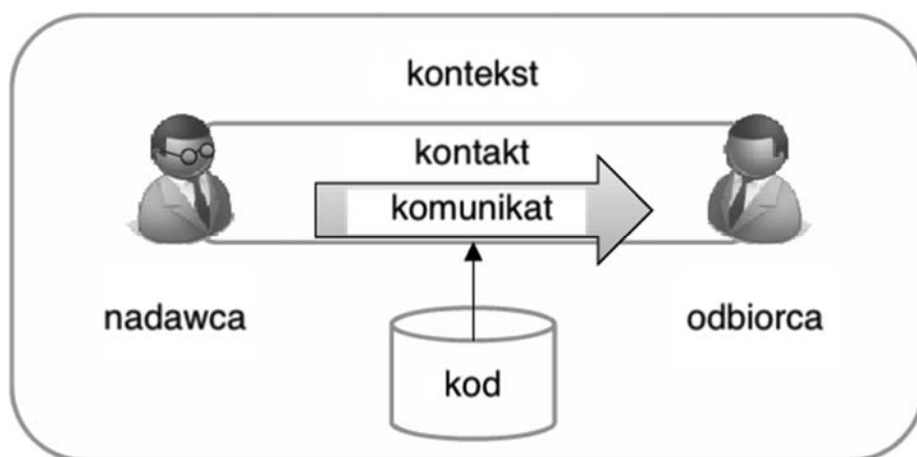 kontekst
kontakt
komunikat
nadawca
odbiorca
kod